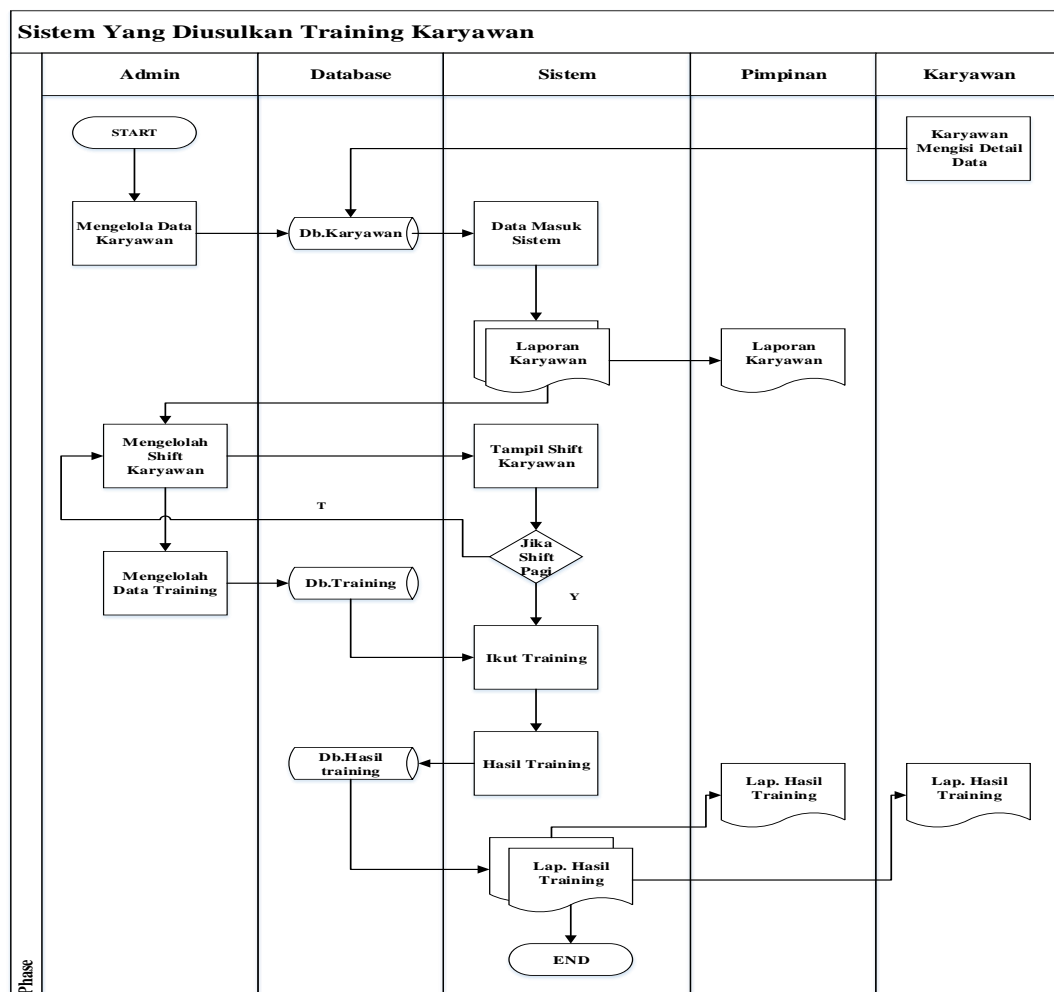 Sistem Yang Diusulkan Training Karyawan
Admin
Database
Sistem
Pimpinan
Karyawan
START
Karyawan
Mengisi Detail
Data
Mengelola Data
Karyawan
Db.Karyawan
Data Masuk
Sistem
Laporan
Karyawan
Laporan
Karyawan
Mengelolah
Shift
Karyawan
Tampil Shift
Karyawan
T
Jika
Shift
Pagi
Mengelolah
Data Training
Db.Training
Y
Ikut Training
Db.Hasil
training
Hasil Training
Lap. Hasil
Training
Lap. Hasil
Training
Lap. Hasil
Training
END
Phase